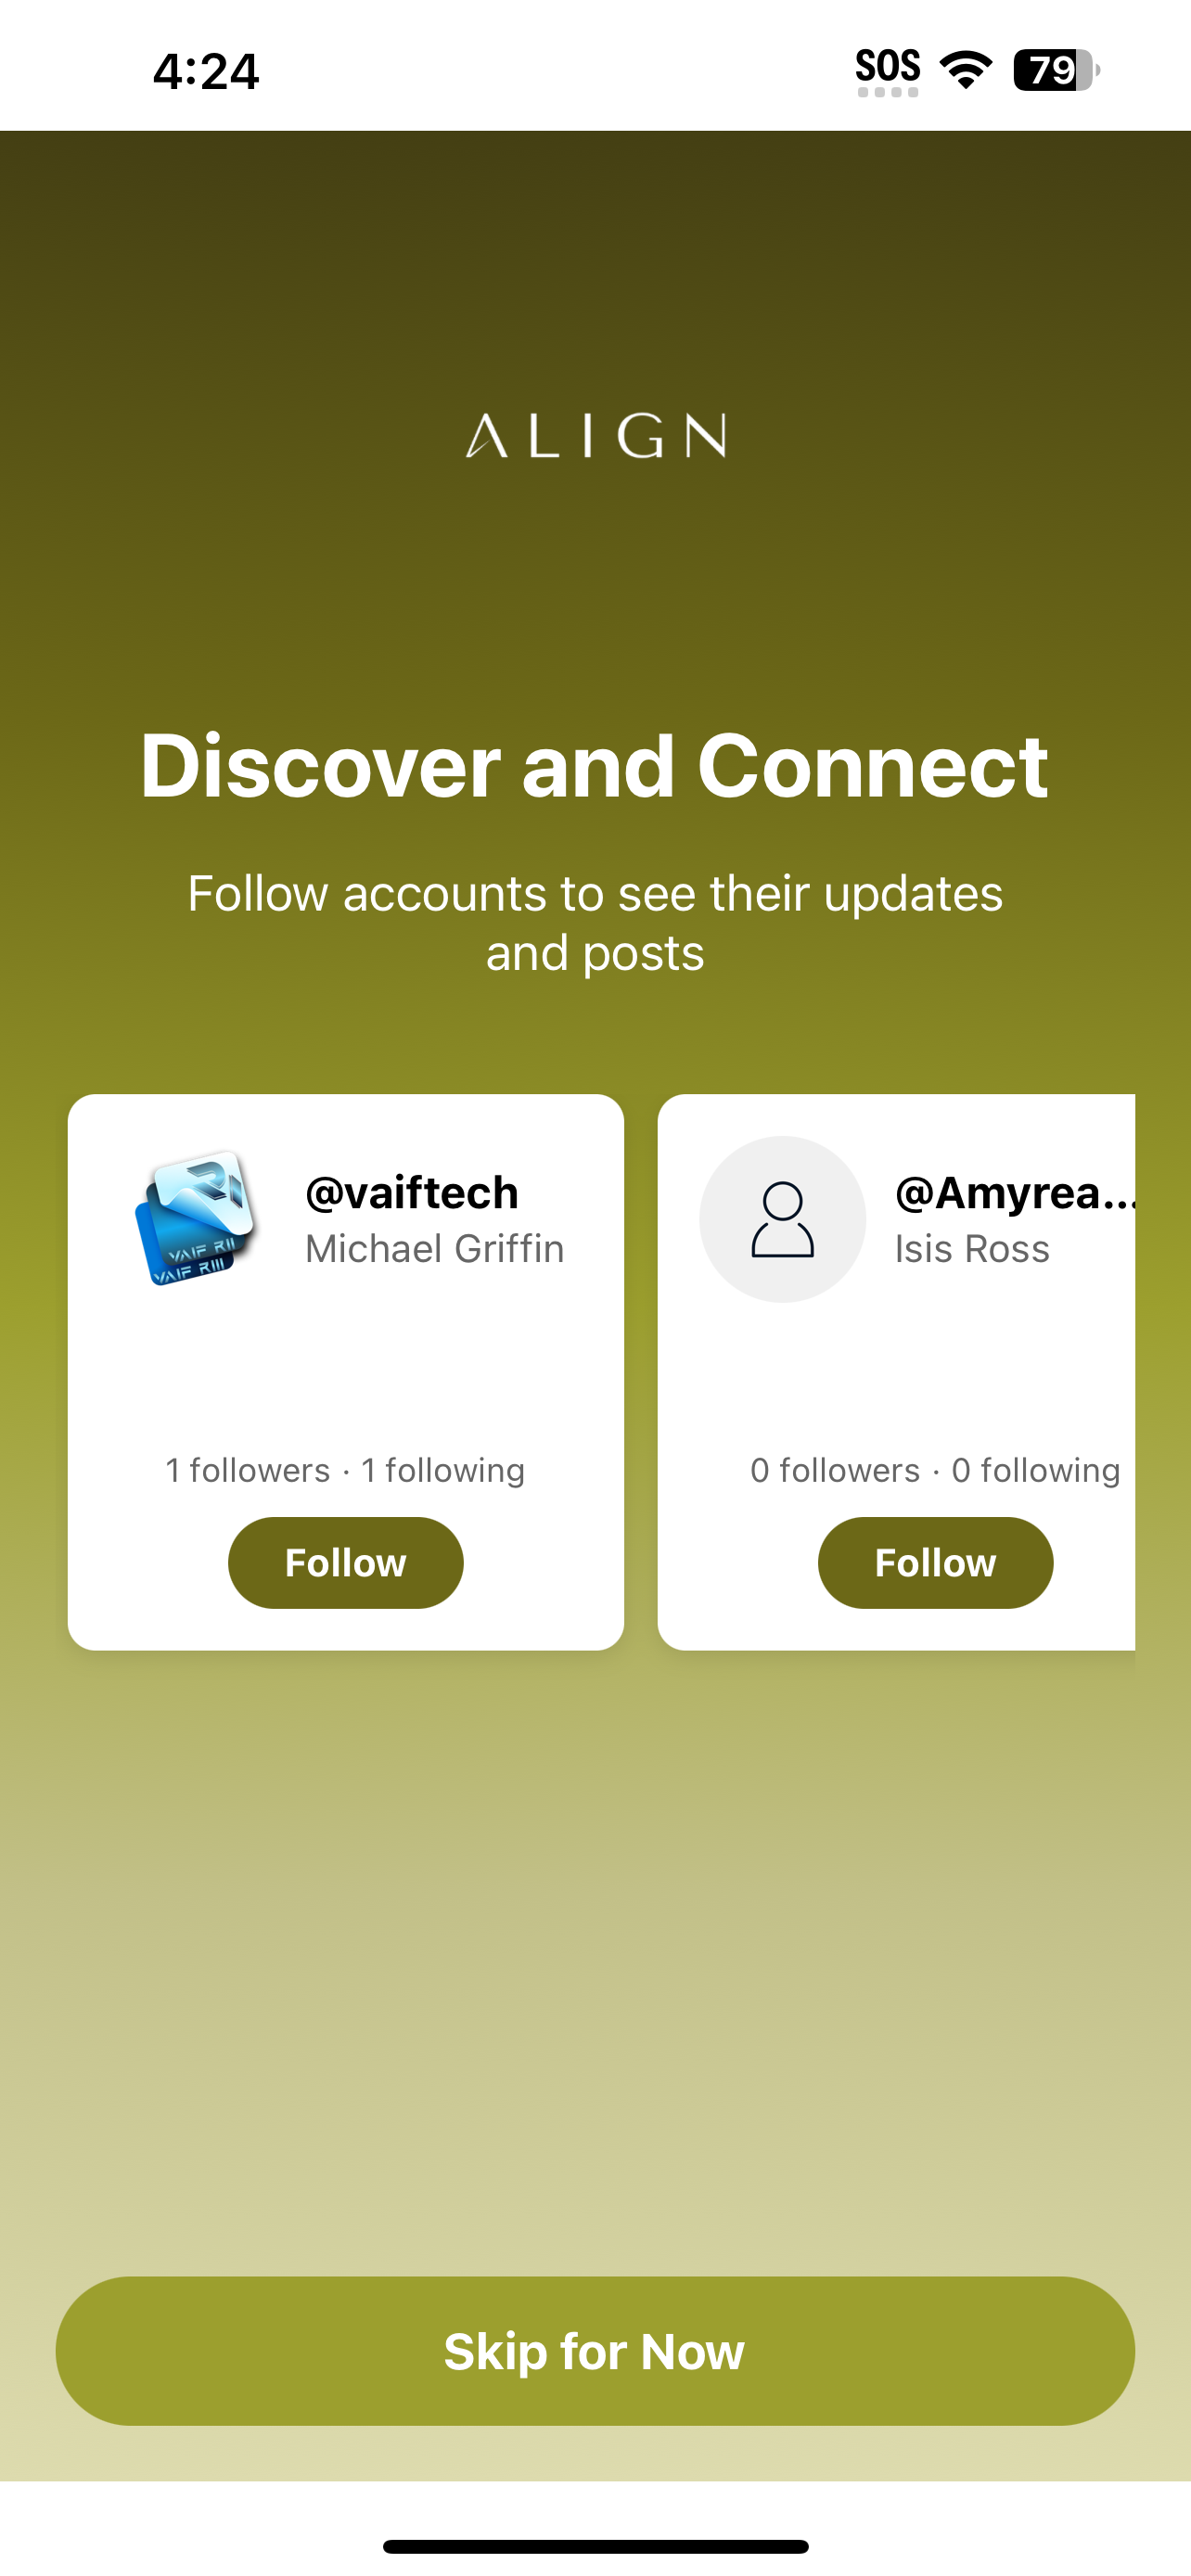 4:24
SOS
79
ALIGN
Discover and Connect
Follow accounts to see their updates
and posts
@vaiftech
Michael Griffin
VAIF RII
VAIF RIII
1 followers · 1 following
Follow
@Amyrea...
Isis Ross
0 followers · 0 following
Follow
Skip for Now